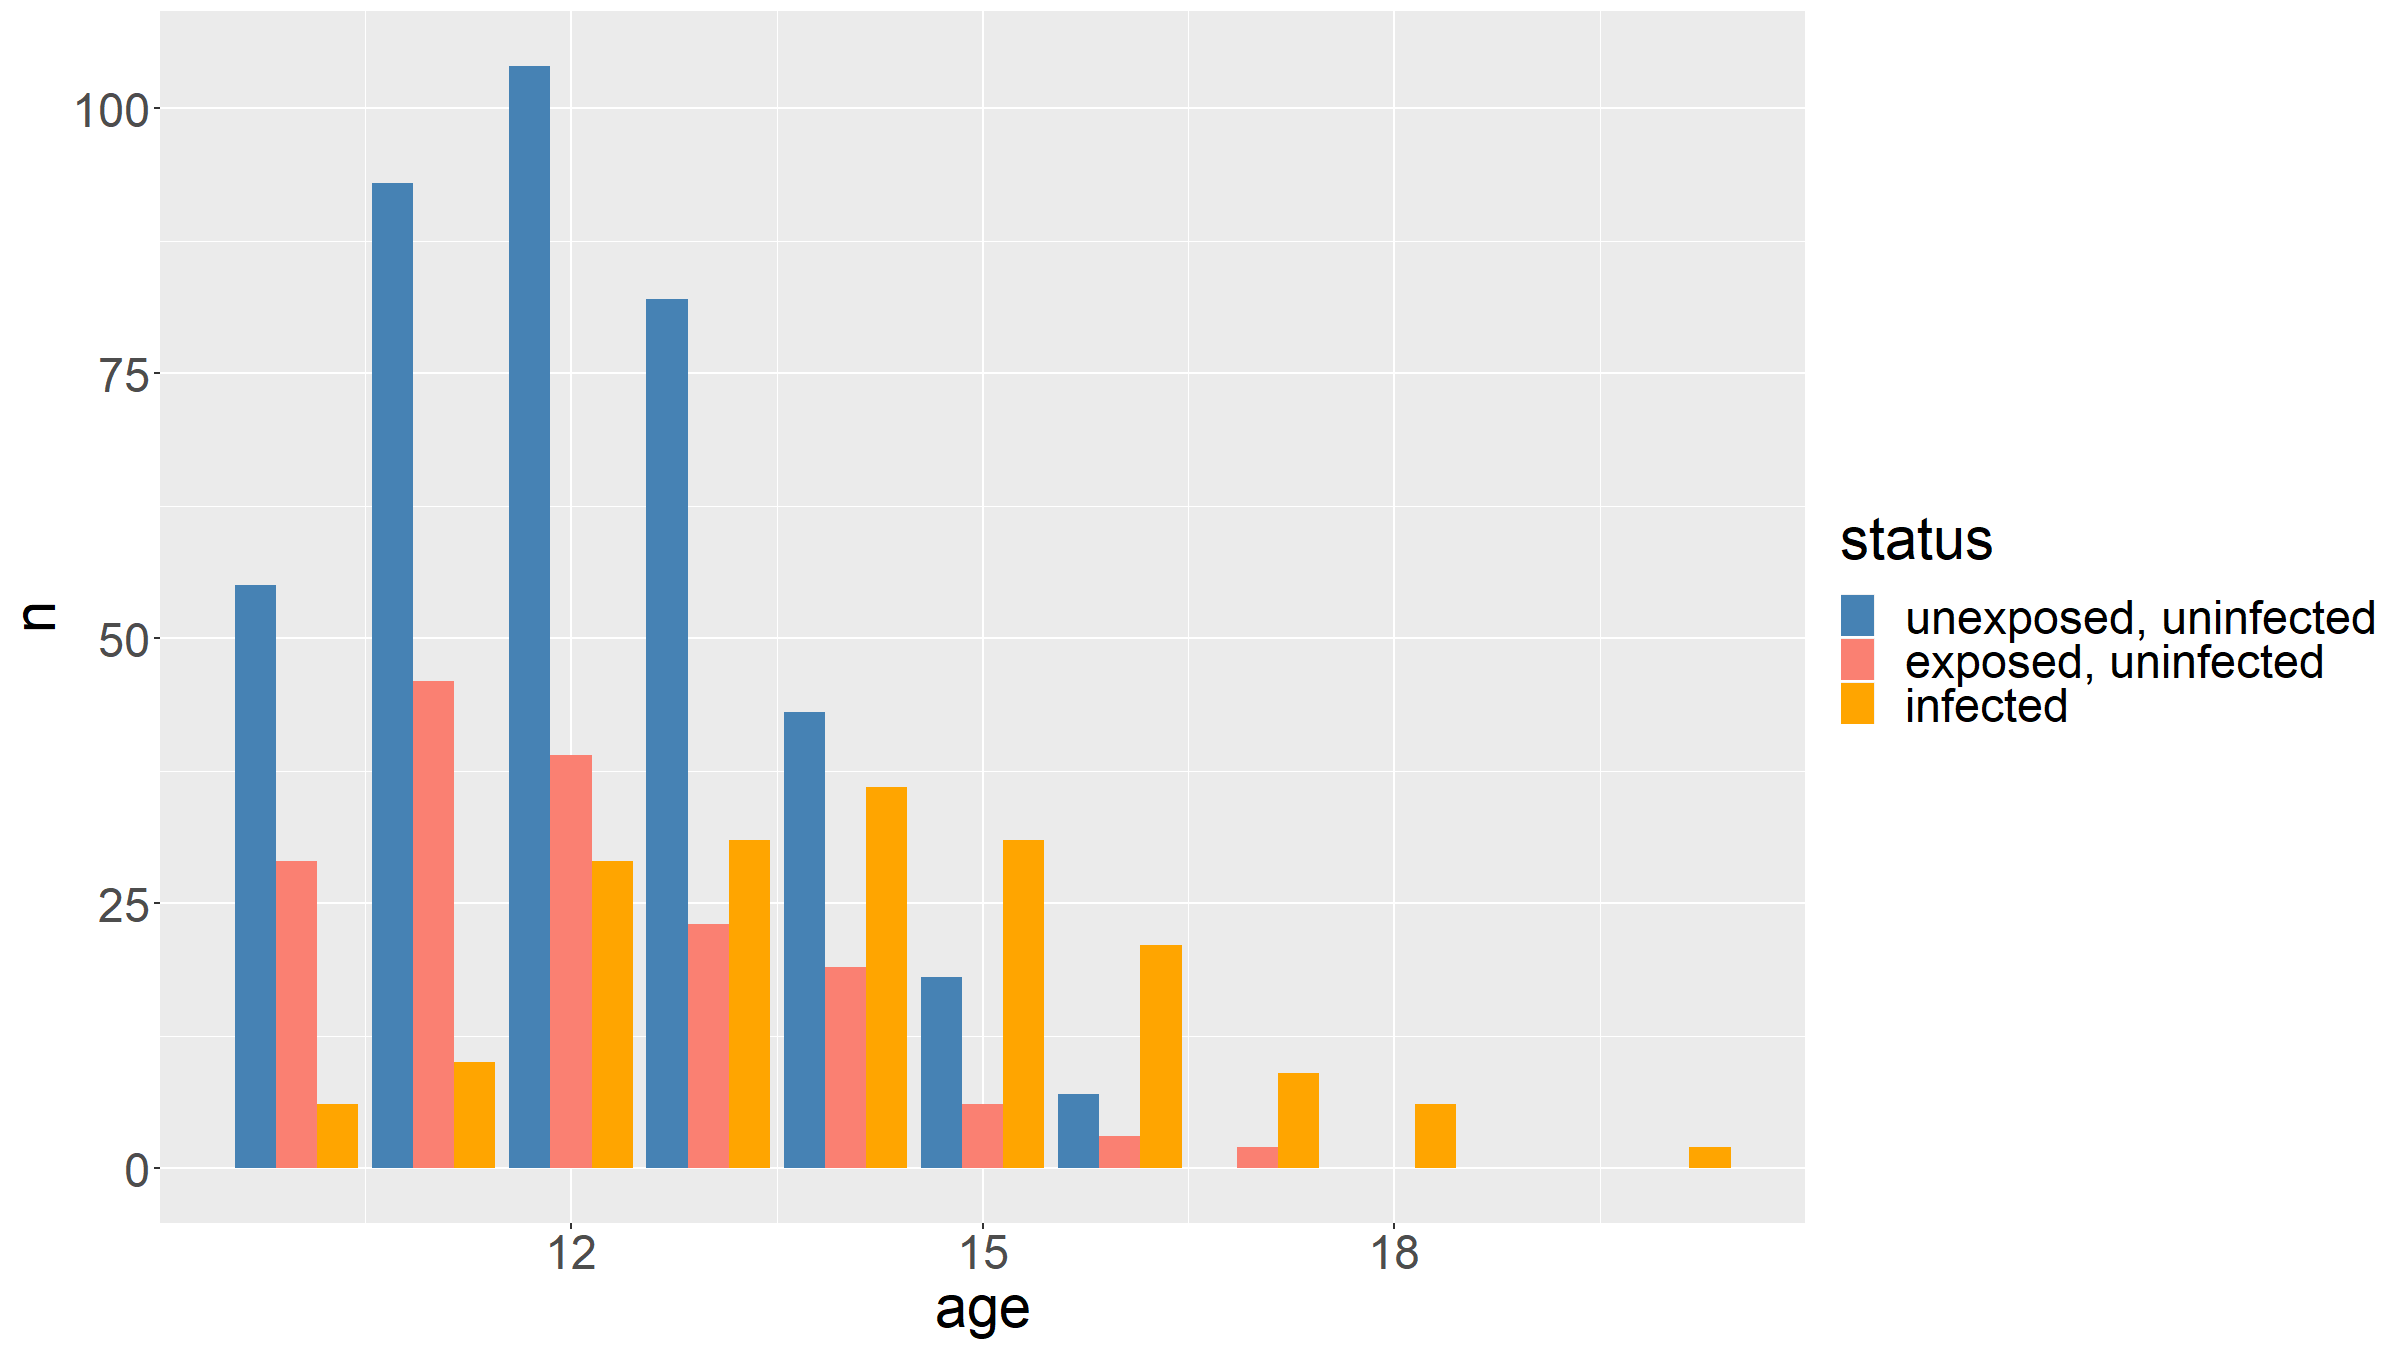 100
75
50
25
0
n
12 15 18
age
status
unexposed, uninfected
exposed, uninfected
infected